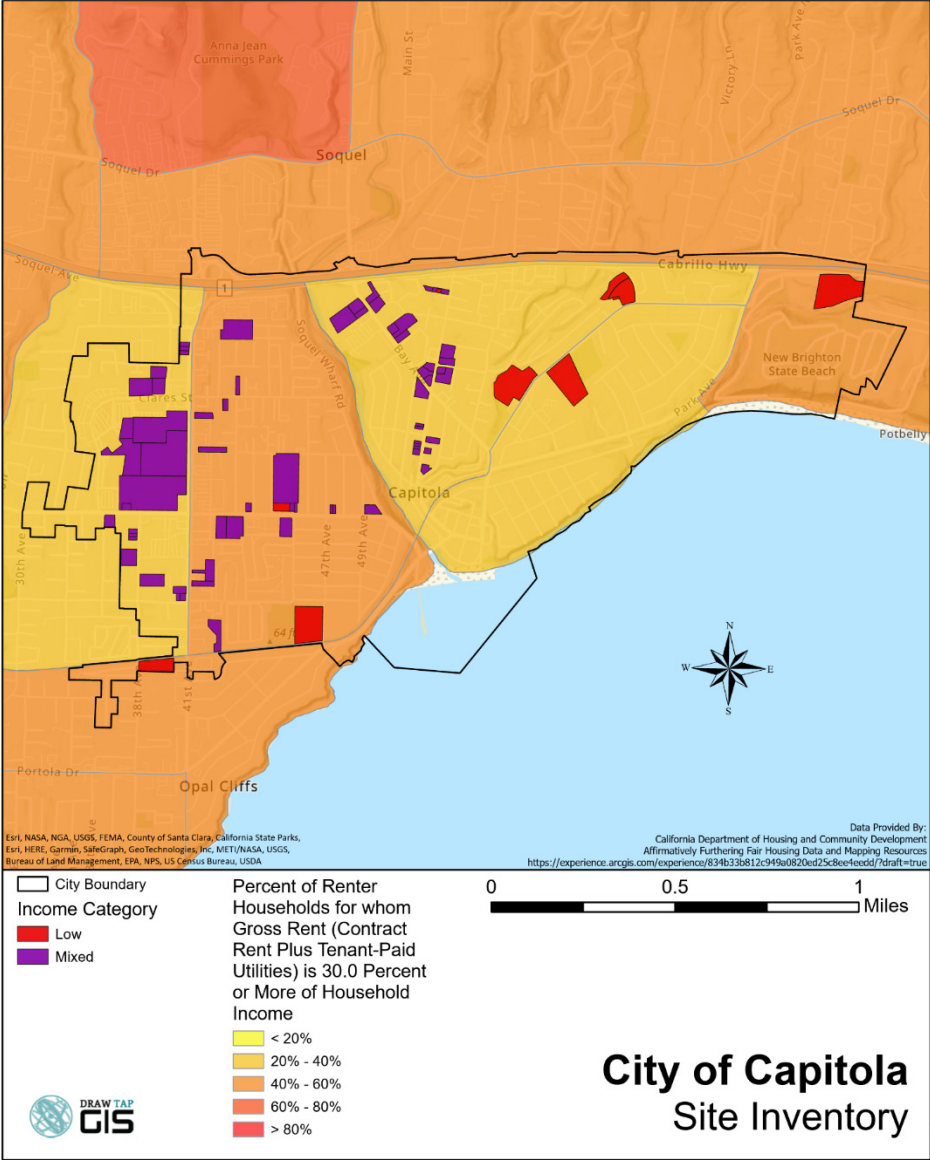 Anna Jean
Cummings Park
Main St
Victory Ln
Park Ave
Soquel Dr
Soquel
Soquel Dr
Soquel Ave
Cabrillo Hwy
1
Soquel Wharf Rd
Bay A
New Brighton
State Beach
Clares St
Park Ave
Potbelly
Capitola
30th Ave
47th Ave
49th Ave
N
W
E
S
64 f
38th A
41st A
Portola Dr
Opal Cliffs
Esri, NASA, NGA, USGS, FEMA, County of Santa Clara, California State Parks,
Esri, HERE, Garmin, SafeGraph, GeoTechnologies, Inc, METI/NASA, USGS,
Bureau of Land Management, EPA, NPS, US Census Bureau, USDA
Data Provided By:
California Department of Housing and Community Development
Affirmatively Furthering Fair Housing Data and Mapping Resources
https://experience.arcgis.com/experience/834b33b812c949a0820ed25c8ee4eedd/?draft=true
City Boundary
Income Category
Low
Mixed
Percent of Renter
Households for whom
Gross Rent (Contract
Rent Plus Tenant-Paid
Utilities) is 30.0 Percent
or More of Household
Income
< 20%
20% - 40%
40% - 60%
60% - 80%
> 80%
0 0.5 1
Miles
City of Capitola
Site Inventory
DRAW TAP
GIS